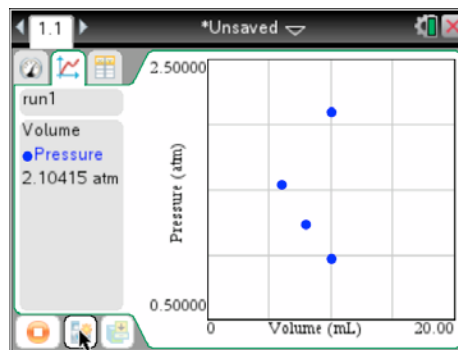 1.1
*Unsaved
run1
Volume
Pressure
2.10415 atm
2.50000
Pressure (atm)
0.50000
0
Volume (mL)
20.00